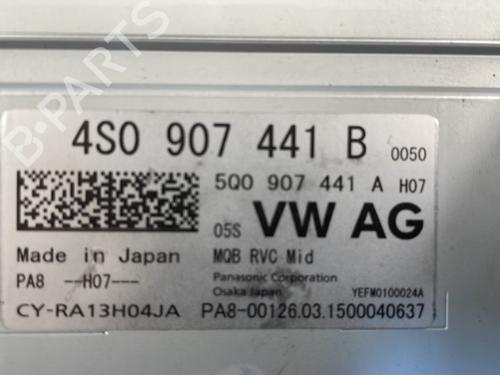 B-PARTS
4S0 907 441 B 0050
5Q0 907 441 A H07
05S VW AG
Made in Japan MQB RVC Mid
PA8 --H07--- Panasonic Corporation
Osaka Japan YEFM0100024A
CY-RA13H04JA PA8-00126.03.1500040637